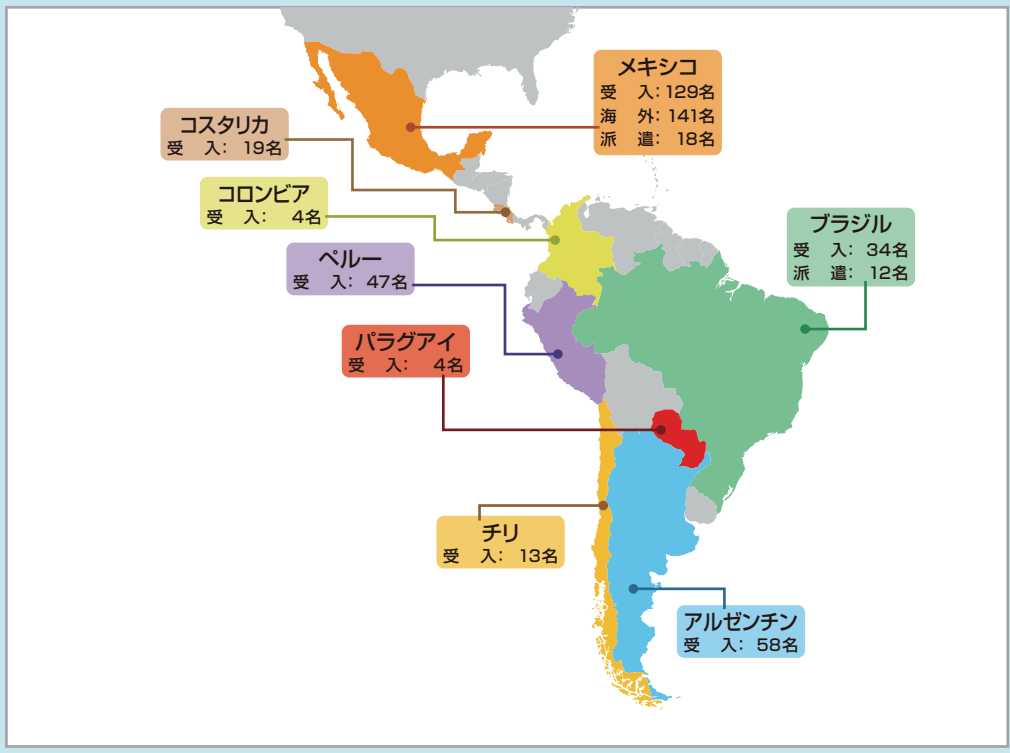 メキシコ
受 入: 129名
海 外: 141名
派 遣: 18名
コスタリカ
受 入: 19名
コロンビア
受 入: 4名
ブラジル
受 入: 34名
派 遣: 12名
ペルー
受 入: 47名
パラグアイ
受 入: 4名
チリ
受 入: 13名
アルゼンチン
受 入: 58名